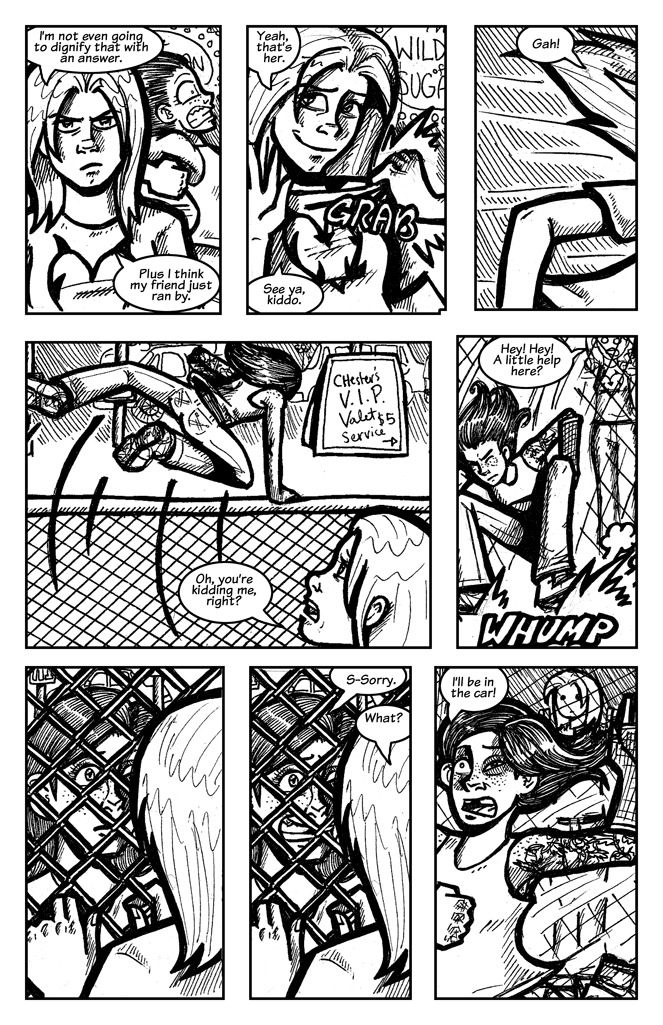 I'm not even going
to dignify that with
an answer.
Plus I think
my friend just
ran by.
Yeah,
that's
her.
WILD
SUGA
GRAB
See ya,
kiddo.
Gah!
CHester's
V.I.P.
Valet $5
Service
Oh, you're
kidding me,
right?
Hey! Hey!
A little help
here?
WHUMP
S-Sorry.
What?
I'll be in
the car!